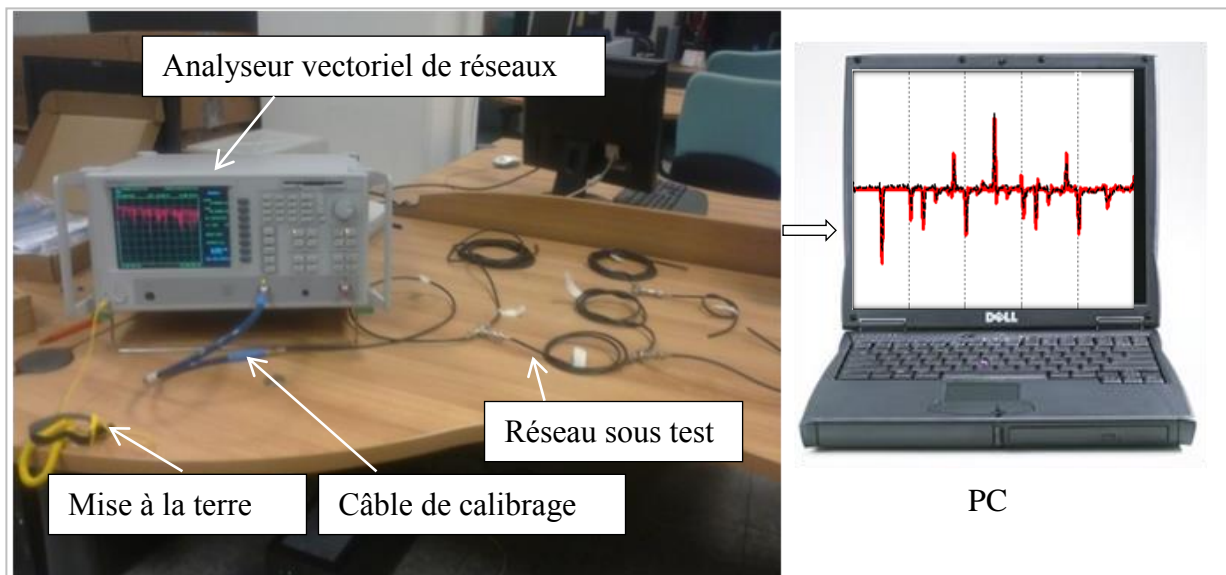 Analyseur vectoriel de réseaux
Réseau sous test
Mise à la terre
Câble de calibrage
DELL
PC